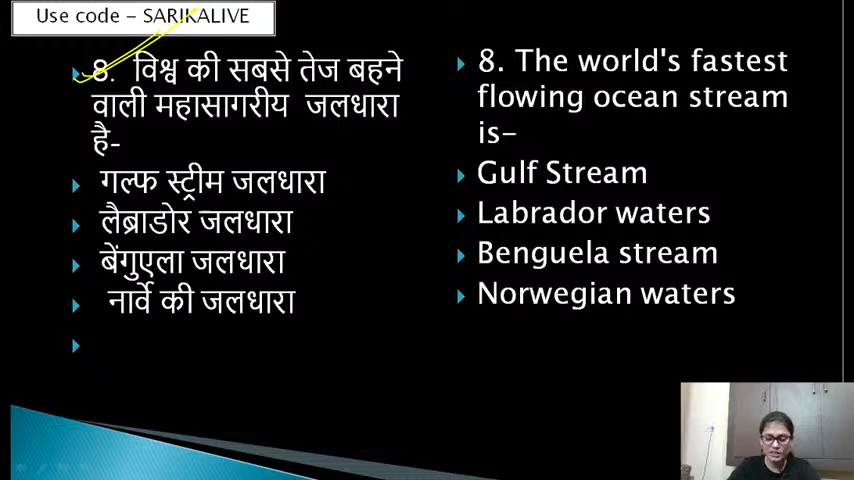 Use code – SARIKALIVE
8. विश्व की सबसे तेज बहने
वाली महासागरीय जलधारा
है-
गल्फ स्ट्रीम जलधारा
लैब्राडोर जलधारा
बेंगुएला जलधारा
नार्वे की जलधारा
8. The world's fastest
flowing ocean stream
is-
Gulf Stream
Labrador waters
Benguela stream
Norwegian waters